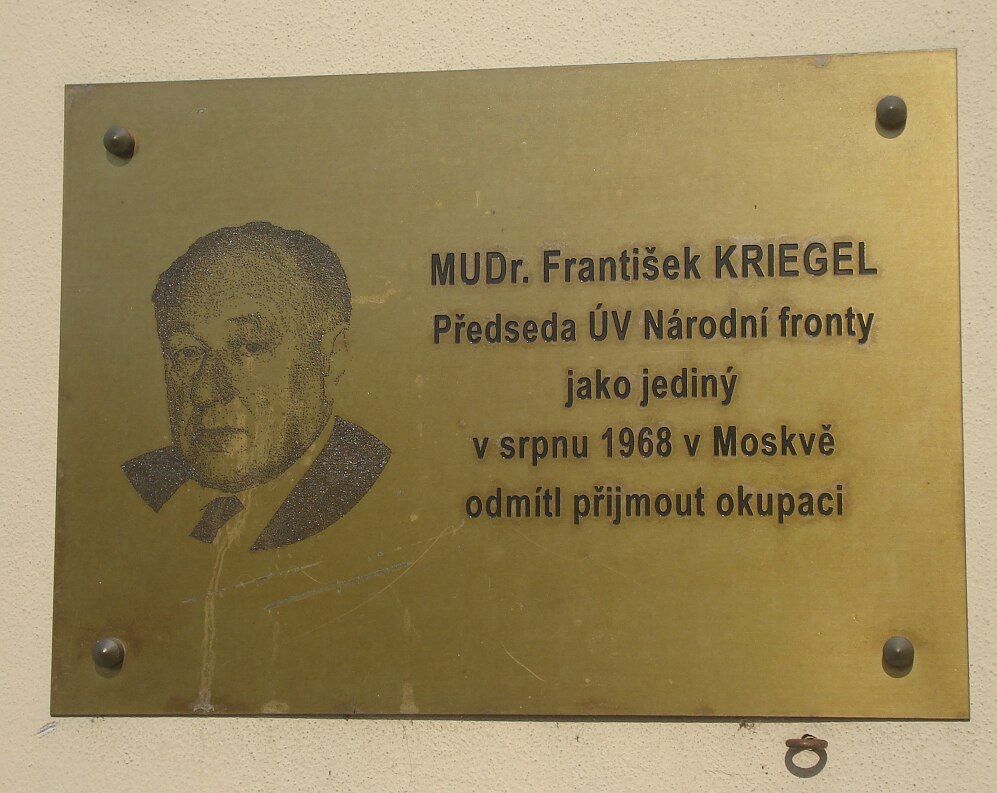 MUDr. František KRIEGEL
Předseda ÚV Národní fronty
jako jediný
v srpnu 1968 v Moskvě
odmítl přijmout okupaci